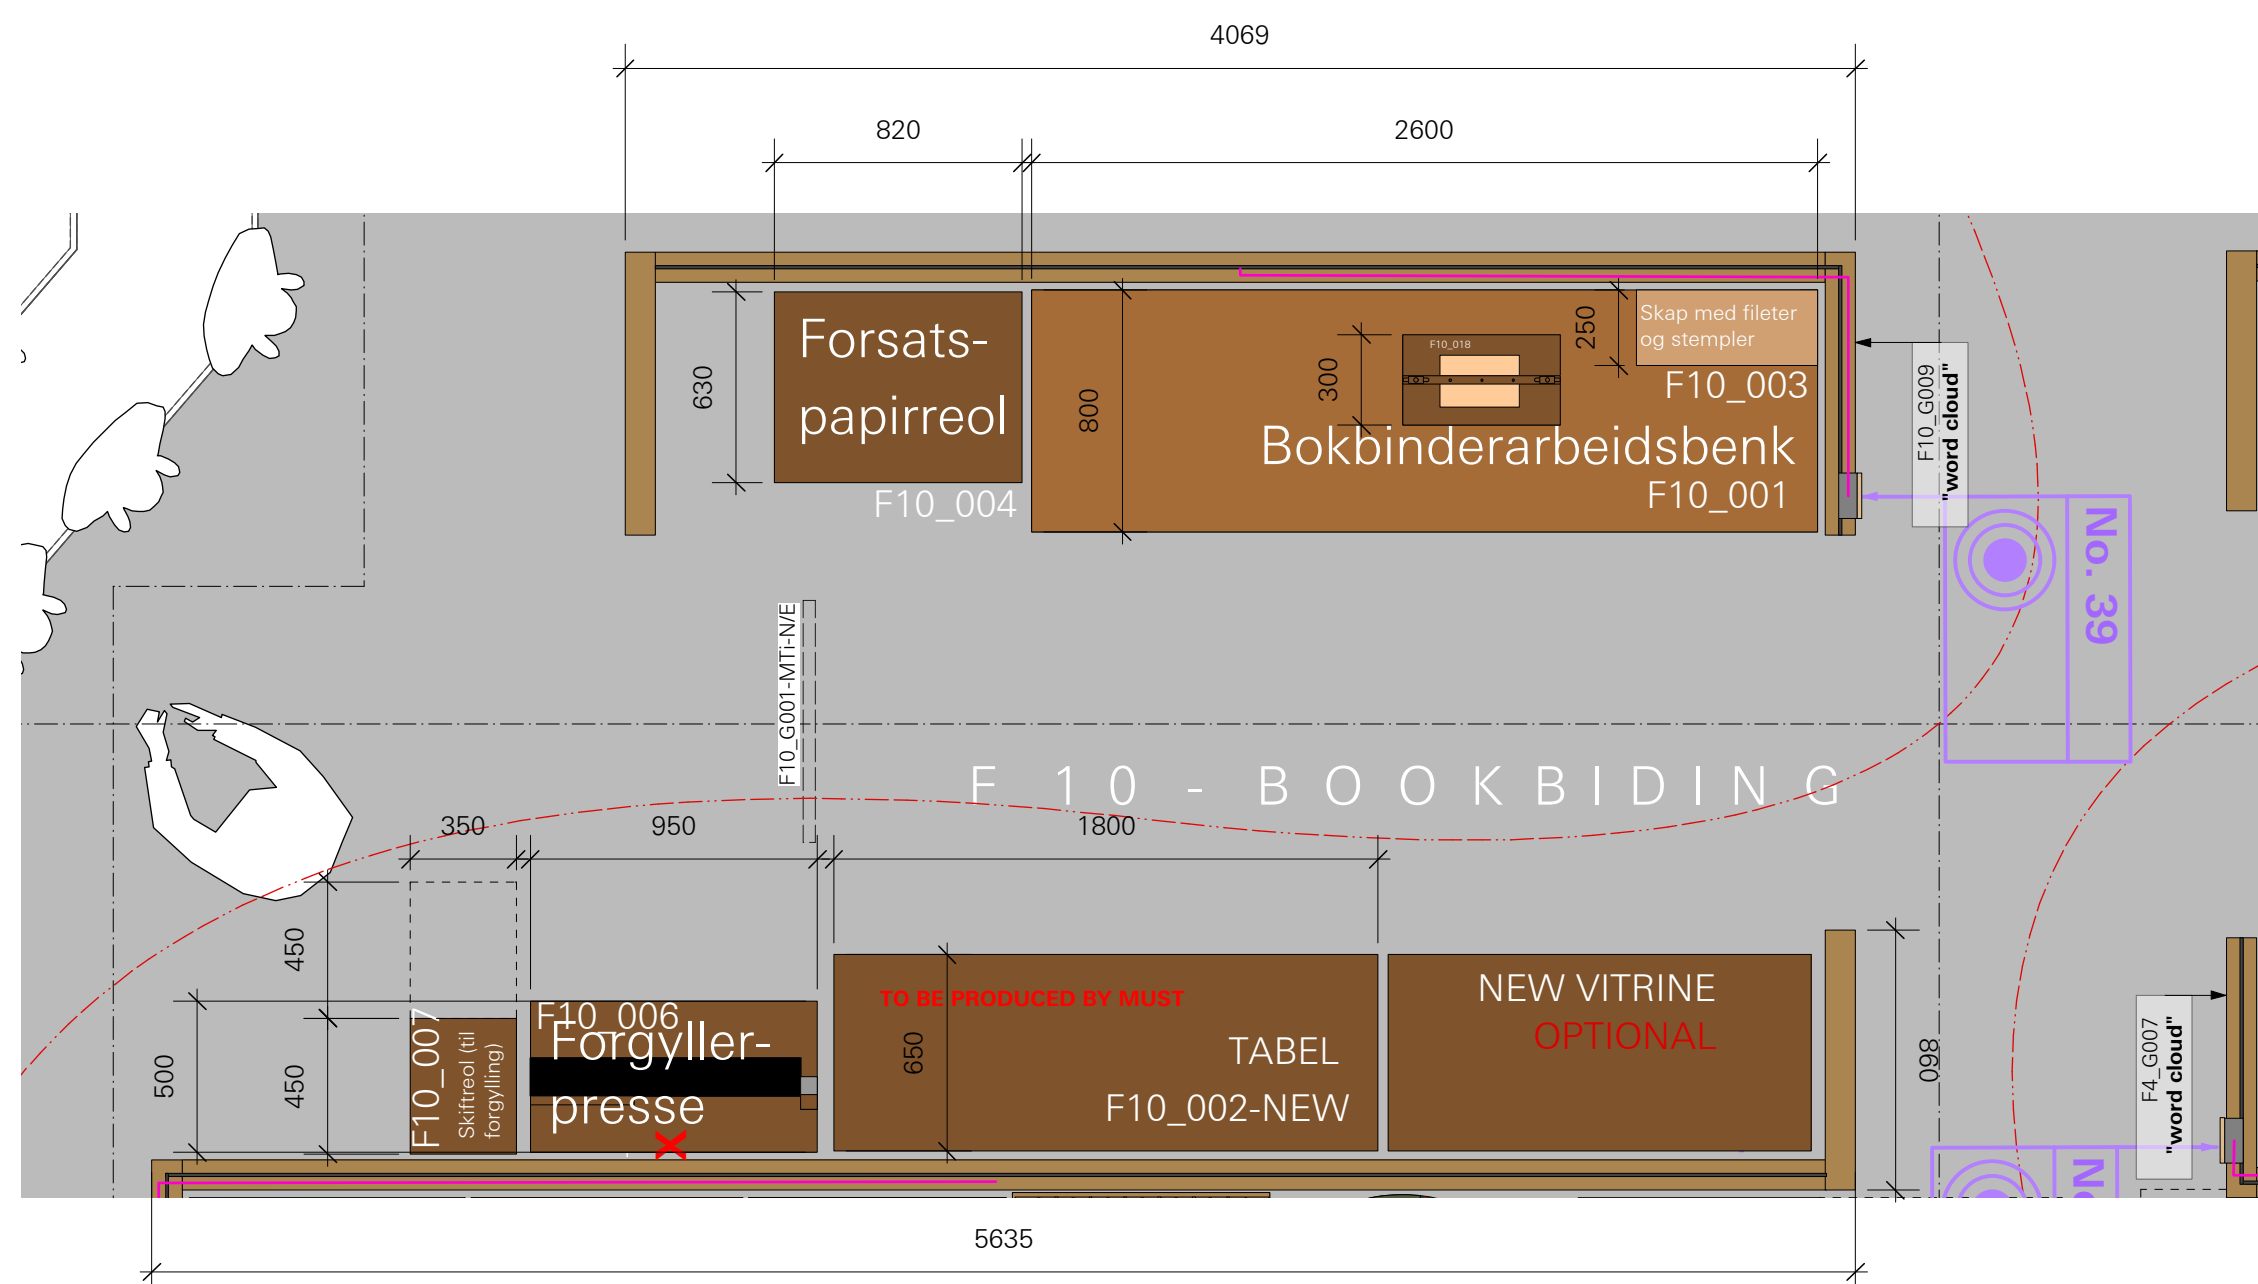 4069
820
2600
Forsats-
papirreol
F10_004
630
800
300
250
F10_018
Skap med fileter
og stempler
F10_003
Bokbinderarbeidsbenk
F10_001
F10_G009
"word cloud"
No. 39
F10_G001-MTi-N/E
F 10 - BOOKBIDING
350
950
1800
450
450
500
F10_007
Skiftreol (til
forgylling)
F10_006
Forgyller-
presse
X
TO BE PRODUCED BY MUST
650
TABEL
F10_002-NEW
NEW VITRINE
OPTIONAL
860
F4_G007
"word cloud"
5635